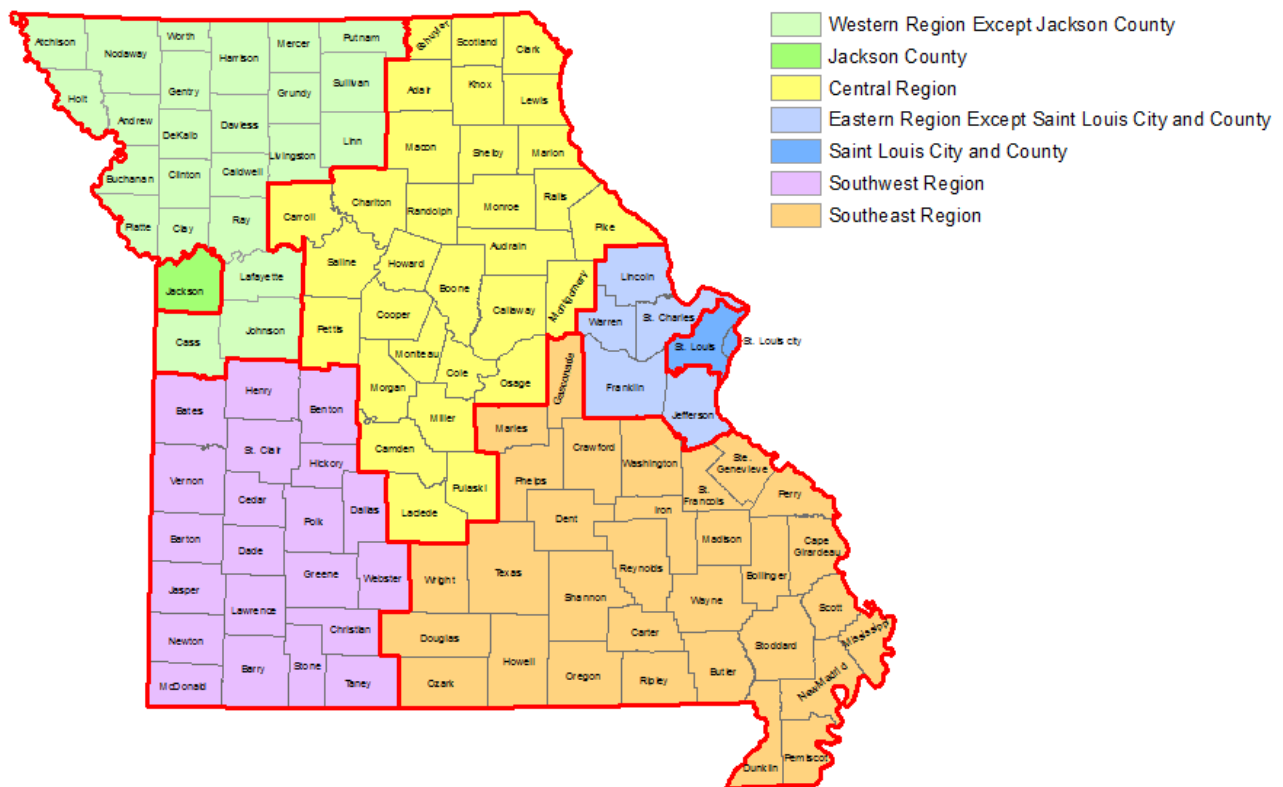 Western Region Except Jackson County
Jackson County
Central Region
Eastern Region Except Saint Louis City and County
Saint Louis City and County
Southwest Region
Southeast Region
Atchison
Nodaway
Worth
Harrison
Mercer
Putnam
Schuyler
Scotland
Clark
Holt
Gentry
Grundy
Sullivan
Adair
Knox
Lewis
Andrew
DeKalb
Daviess
Livingston
Linn
Macon
Shelby
Marion
Buchanan
Clinton
Caldwell
Platte
Clay
Ray
Carroll
Chariton
Randolph
Monroe
Ralls
Pike
Audrain
Jackson
Lafayette
Saline
Howard
Boone
Callaway
Montgomery
Lincoln
Cass
Johnson
Pettis
Cooper
Moniteau
Cole
Osage
Warren
St. Charles
St. Louis
St. Louis city
Gasconade
Franklin
Jefferson
Bates
Henry
Benton
Morgan
Miller
Maries
Camden
Crawford
Washington
Ste.
Genevieve
St.
Francois
Perry
Vernon
St. Clair
Hickory
Cedar
Polk
Dallas
Laclede
Pulaski
Phelps
Dent
Iron
Madison
Cape
Girardeau
Barton
Dade
Greene
Webster
Wright
Texas
Reynolds
Bollinger
Jasper
Lawrence
Christian
Shannon
Wayne
Scott
Mississippi
Newton
Douglas
Carter
Stoddard
McDonald
Barry
Stone
Taney
Ozark
Howell
Oregon
Ripley
Butler
NewMadrid
Dunklin
Pemiscot